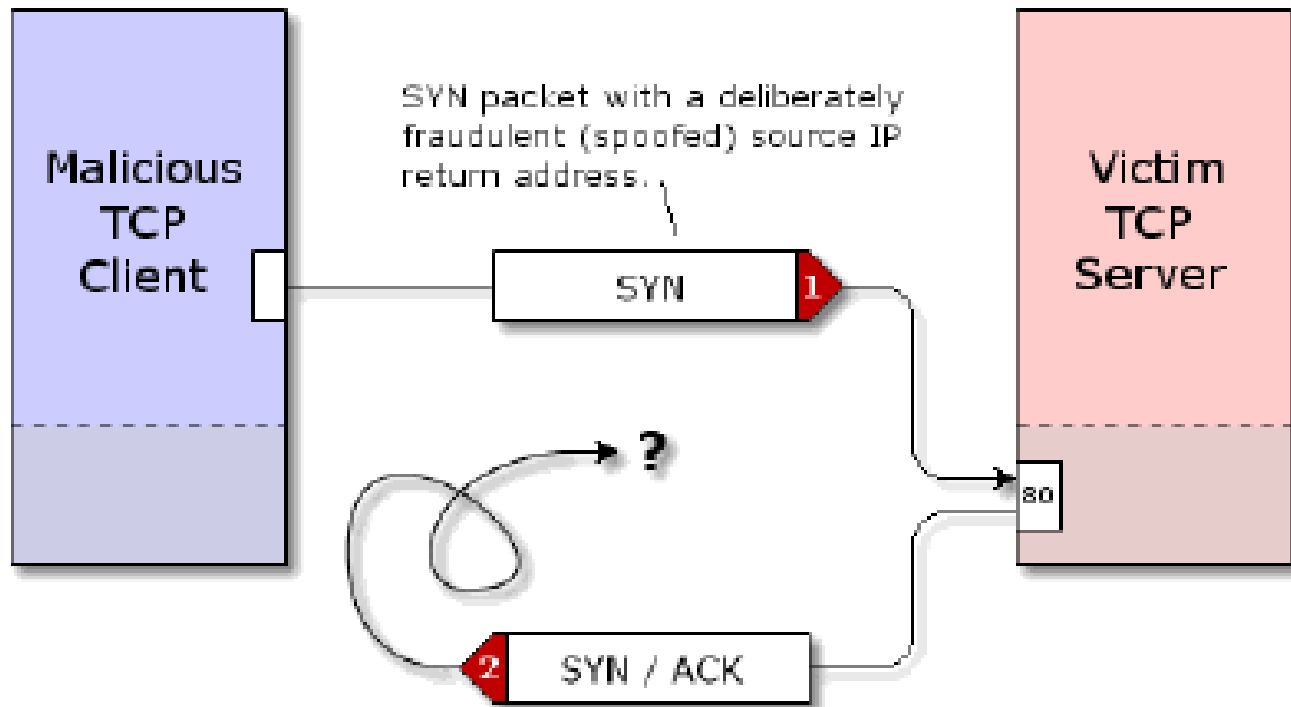 SYN packet with a deliberately
fraudulent (spoofed) source IP
return address.
Malicious
TCP
Client
Victim
TCP
Server
SYN
1
?
80
2
SYN / ACK